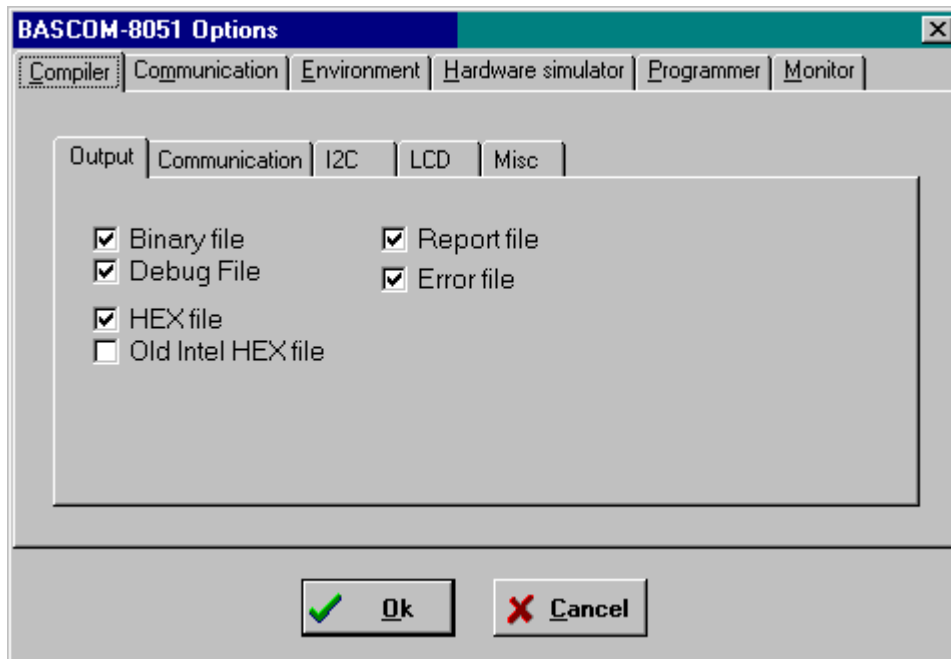 BASCOM-8051 Options
Compiler Communication Environment Hardware simulator Programmer Monitor
Output Communication I2C LCD Misc
Binary file Report file
Debug File Error file
HEX file
Old Intel HEX file
Ok Cancel